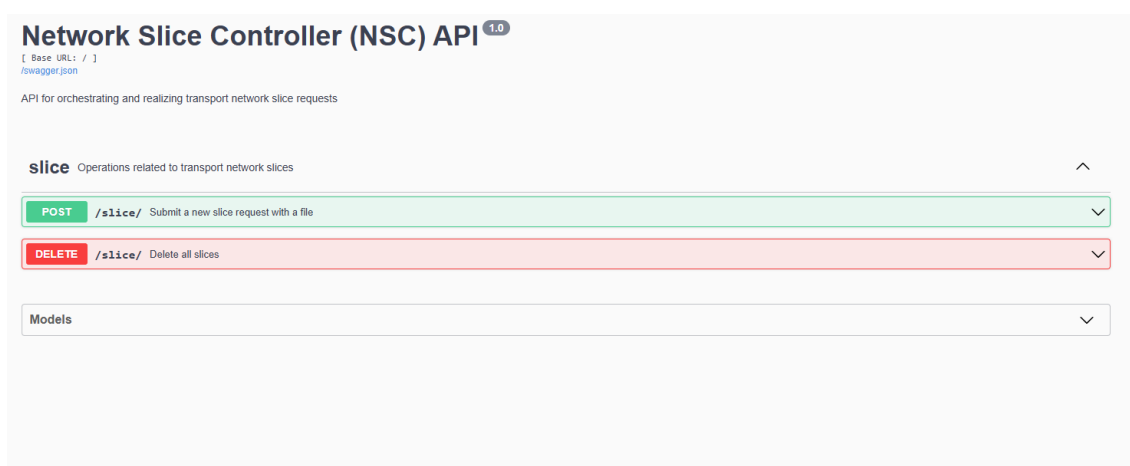 Network Slice Controller (NSC) API 1.0
[ Base URL: / ]
/swagger.json
API for orchestrating and realizing transport network slice requests
slice Operations related to transport network slices
POST /slice/ Submit a new slice request with a file
DELETE /slice/ Delete all slices
Models